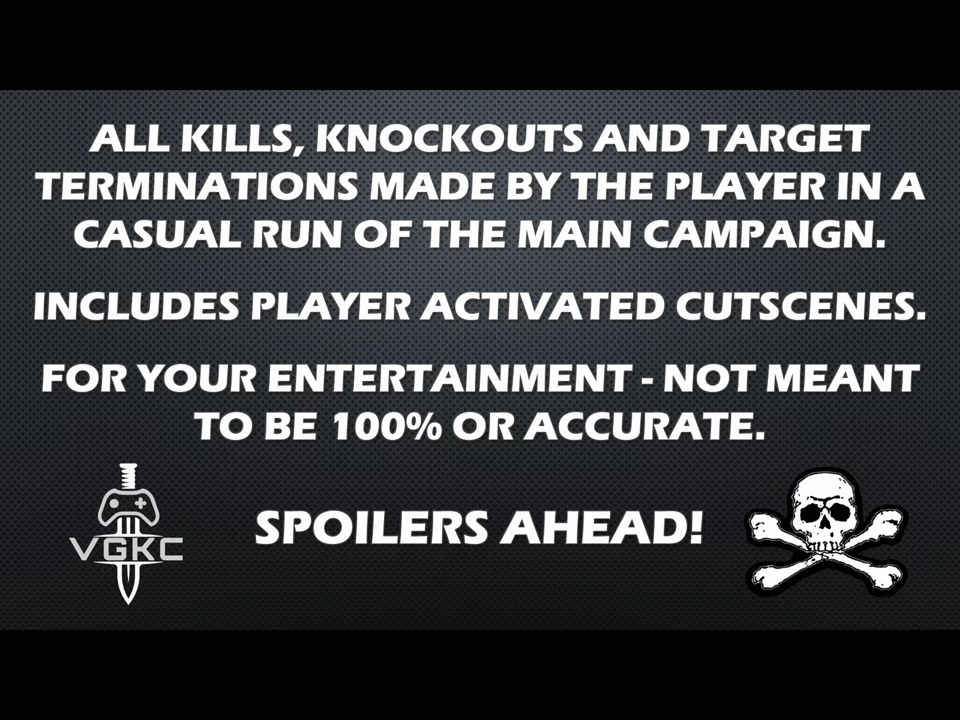 ALL KILLS, KNOCKOUTS AND TARGET
TERMINATIONS MADE BY THE PLAYER IN A
CASUAL RUN OF THE MAIN CAMPAIGN.
INCLUDES PLAYER ACTIVATED CUTSCENES.
FOR YOUR ENTERTAINMENT - NOT MEANT
TO BE 100% OR ACCURATE.
SPOILERS AHEAD!
VGKC